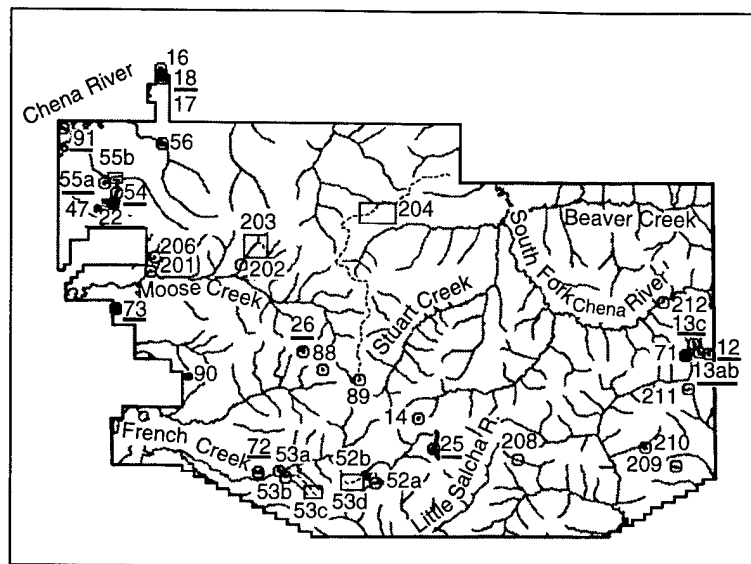 16
18
17
Chena River
91
56
55b
55a
54
47
22
203
204
206
201
202
Moose Creek
Beaver Creek
South Fork Chena River
Stuart Creek
73
26
88
89
90
212
13c
71
12
13ab
211
14
25
French Creek
72
53a
53b
53c
52b
53d
52a
Little Salcha R.
208
210
209